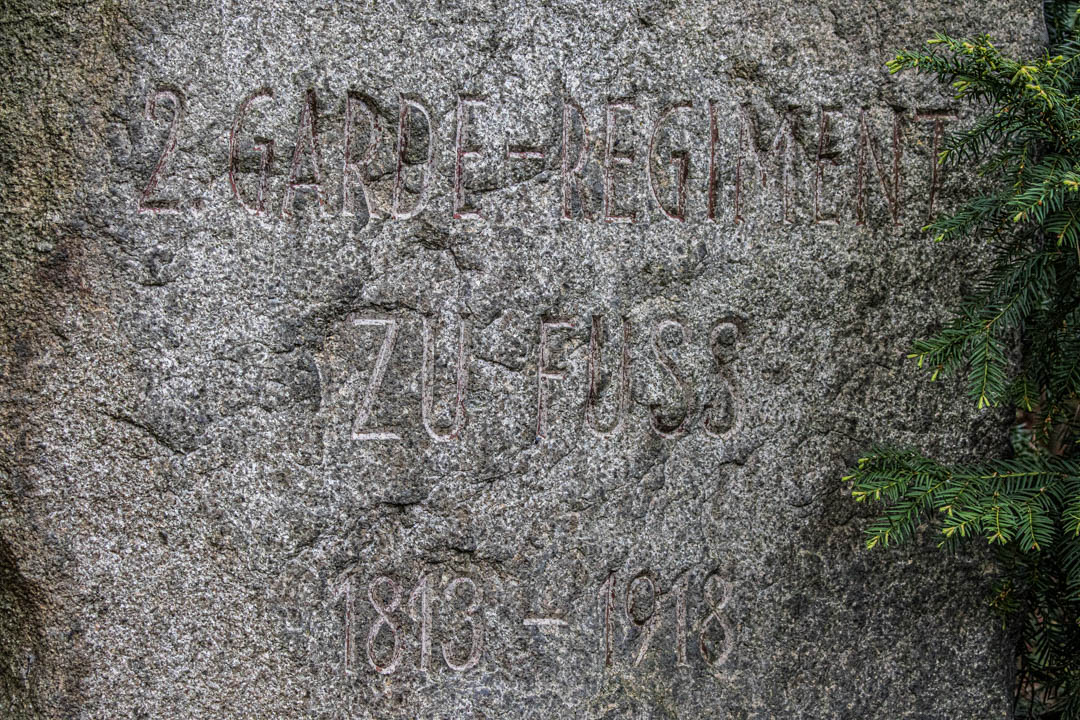 2. GARDE-REGIMENT
ZU FUSS
1813 – 1918